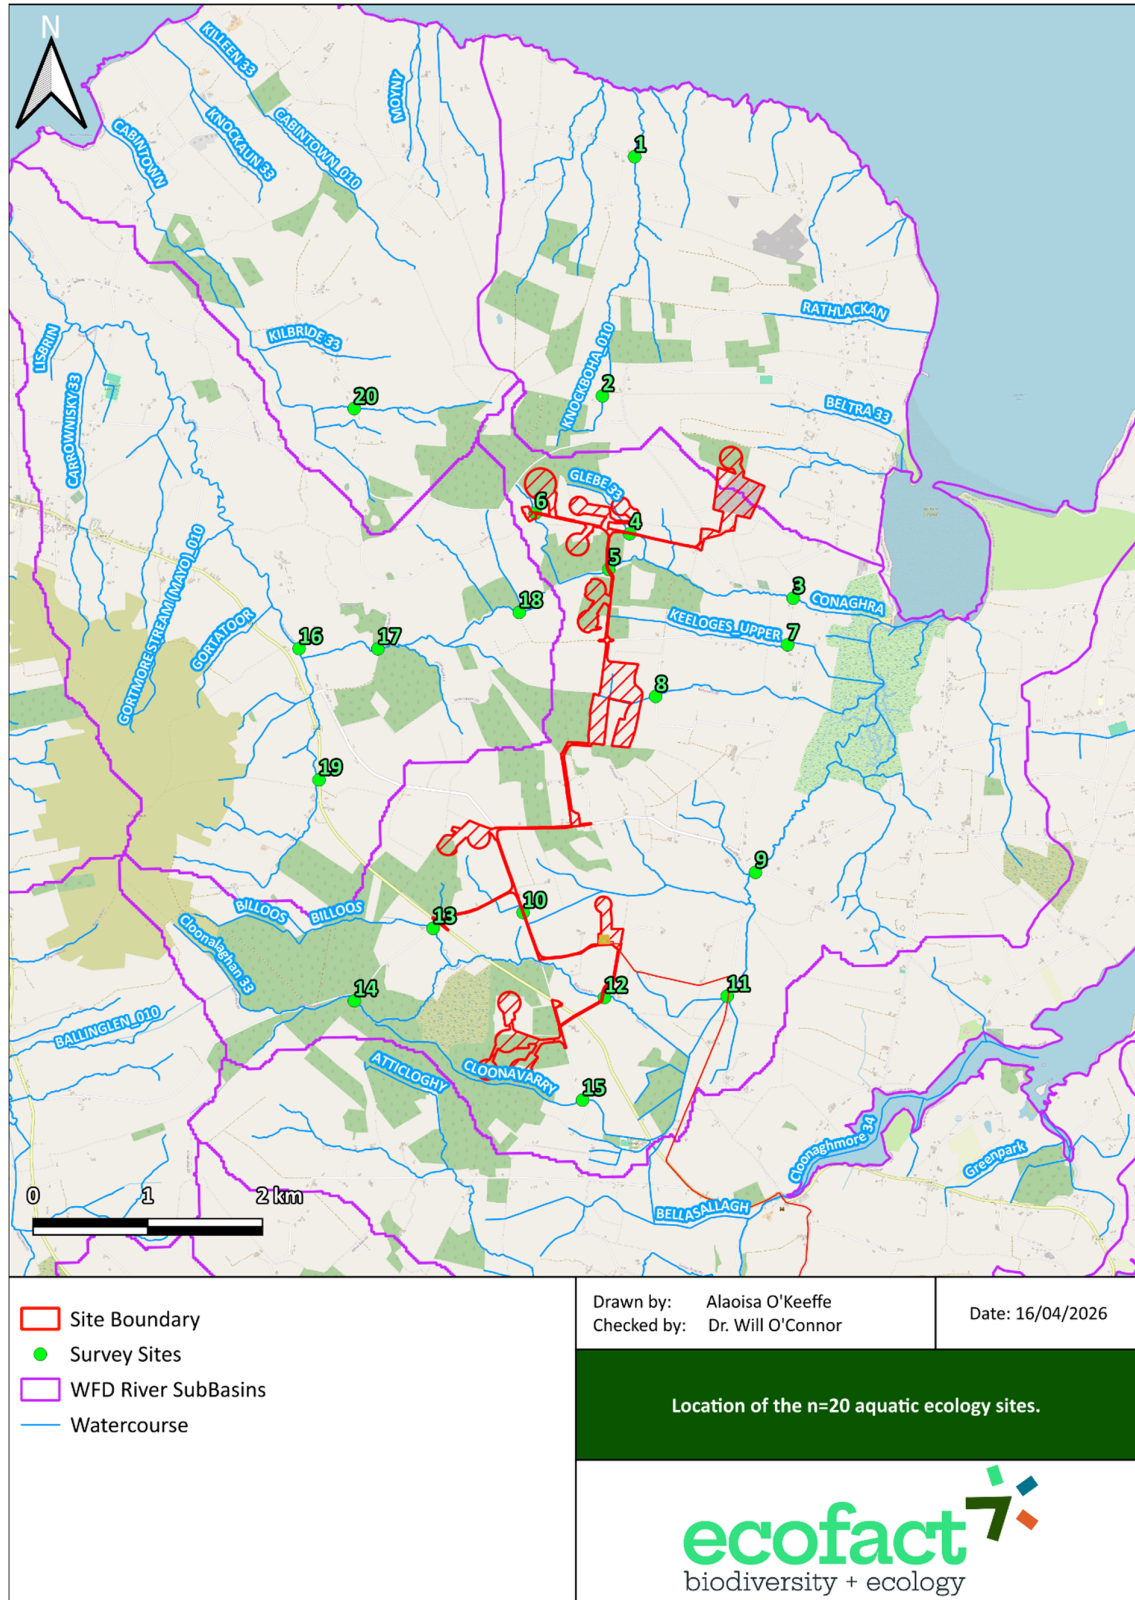 N
KILLEEN 33
MOYNY
KNOCKAUN 33
CABINTOWN
CABINTOWN_010
1
RATHLACKAN
LISBRIN
KILBRIDE 33
KNOCKBOHA_010
CARROWNISKY 33
20
2
BELTRA 33
GLEBE 33
6
4
5
GORTMORE STREAM (MAYO)_010
18
3
CONAGHRA
GORTATOOR
16
17
KEELOGES_UPPER
7
8
19
9
BILLOOS
BILLOOS
13
10
Cloonalaghan 33
14
12
11
BALLINGLEN_010
ATTICLOGHY
CLOONAVARRY
15
Cloonaghmore 34
Greenpark
0
1
2 km
BELLASALLAGH
Site Boundary
Survey Sites
WFD River SubBasins
Watercourse
Drawn by: Alaoisa O'Keeffe
Checked by: Dr. Will O'Connor
Date: 16/04/2026
Location of the n=20 aquatic ecology sites.
ecofact
biodiversity + ecology